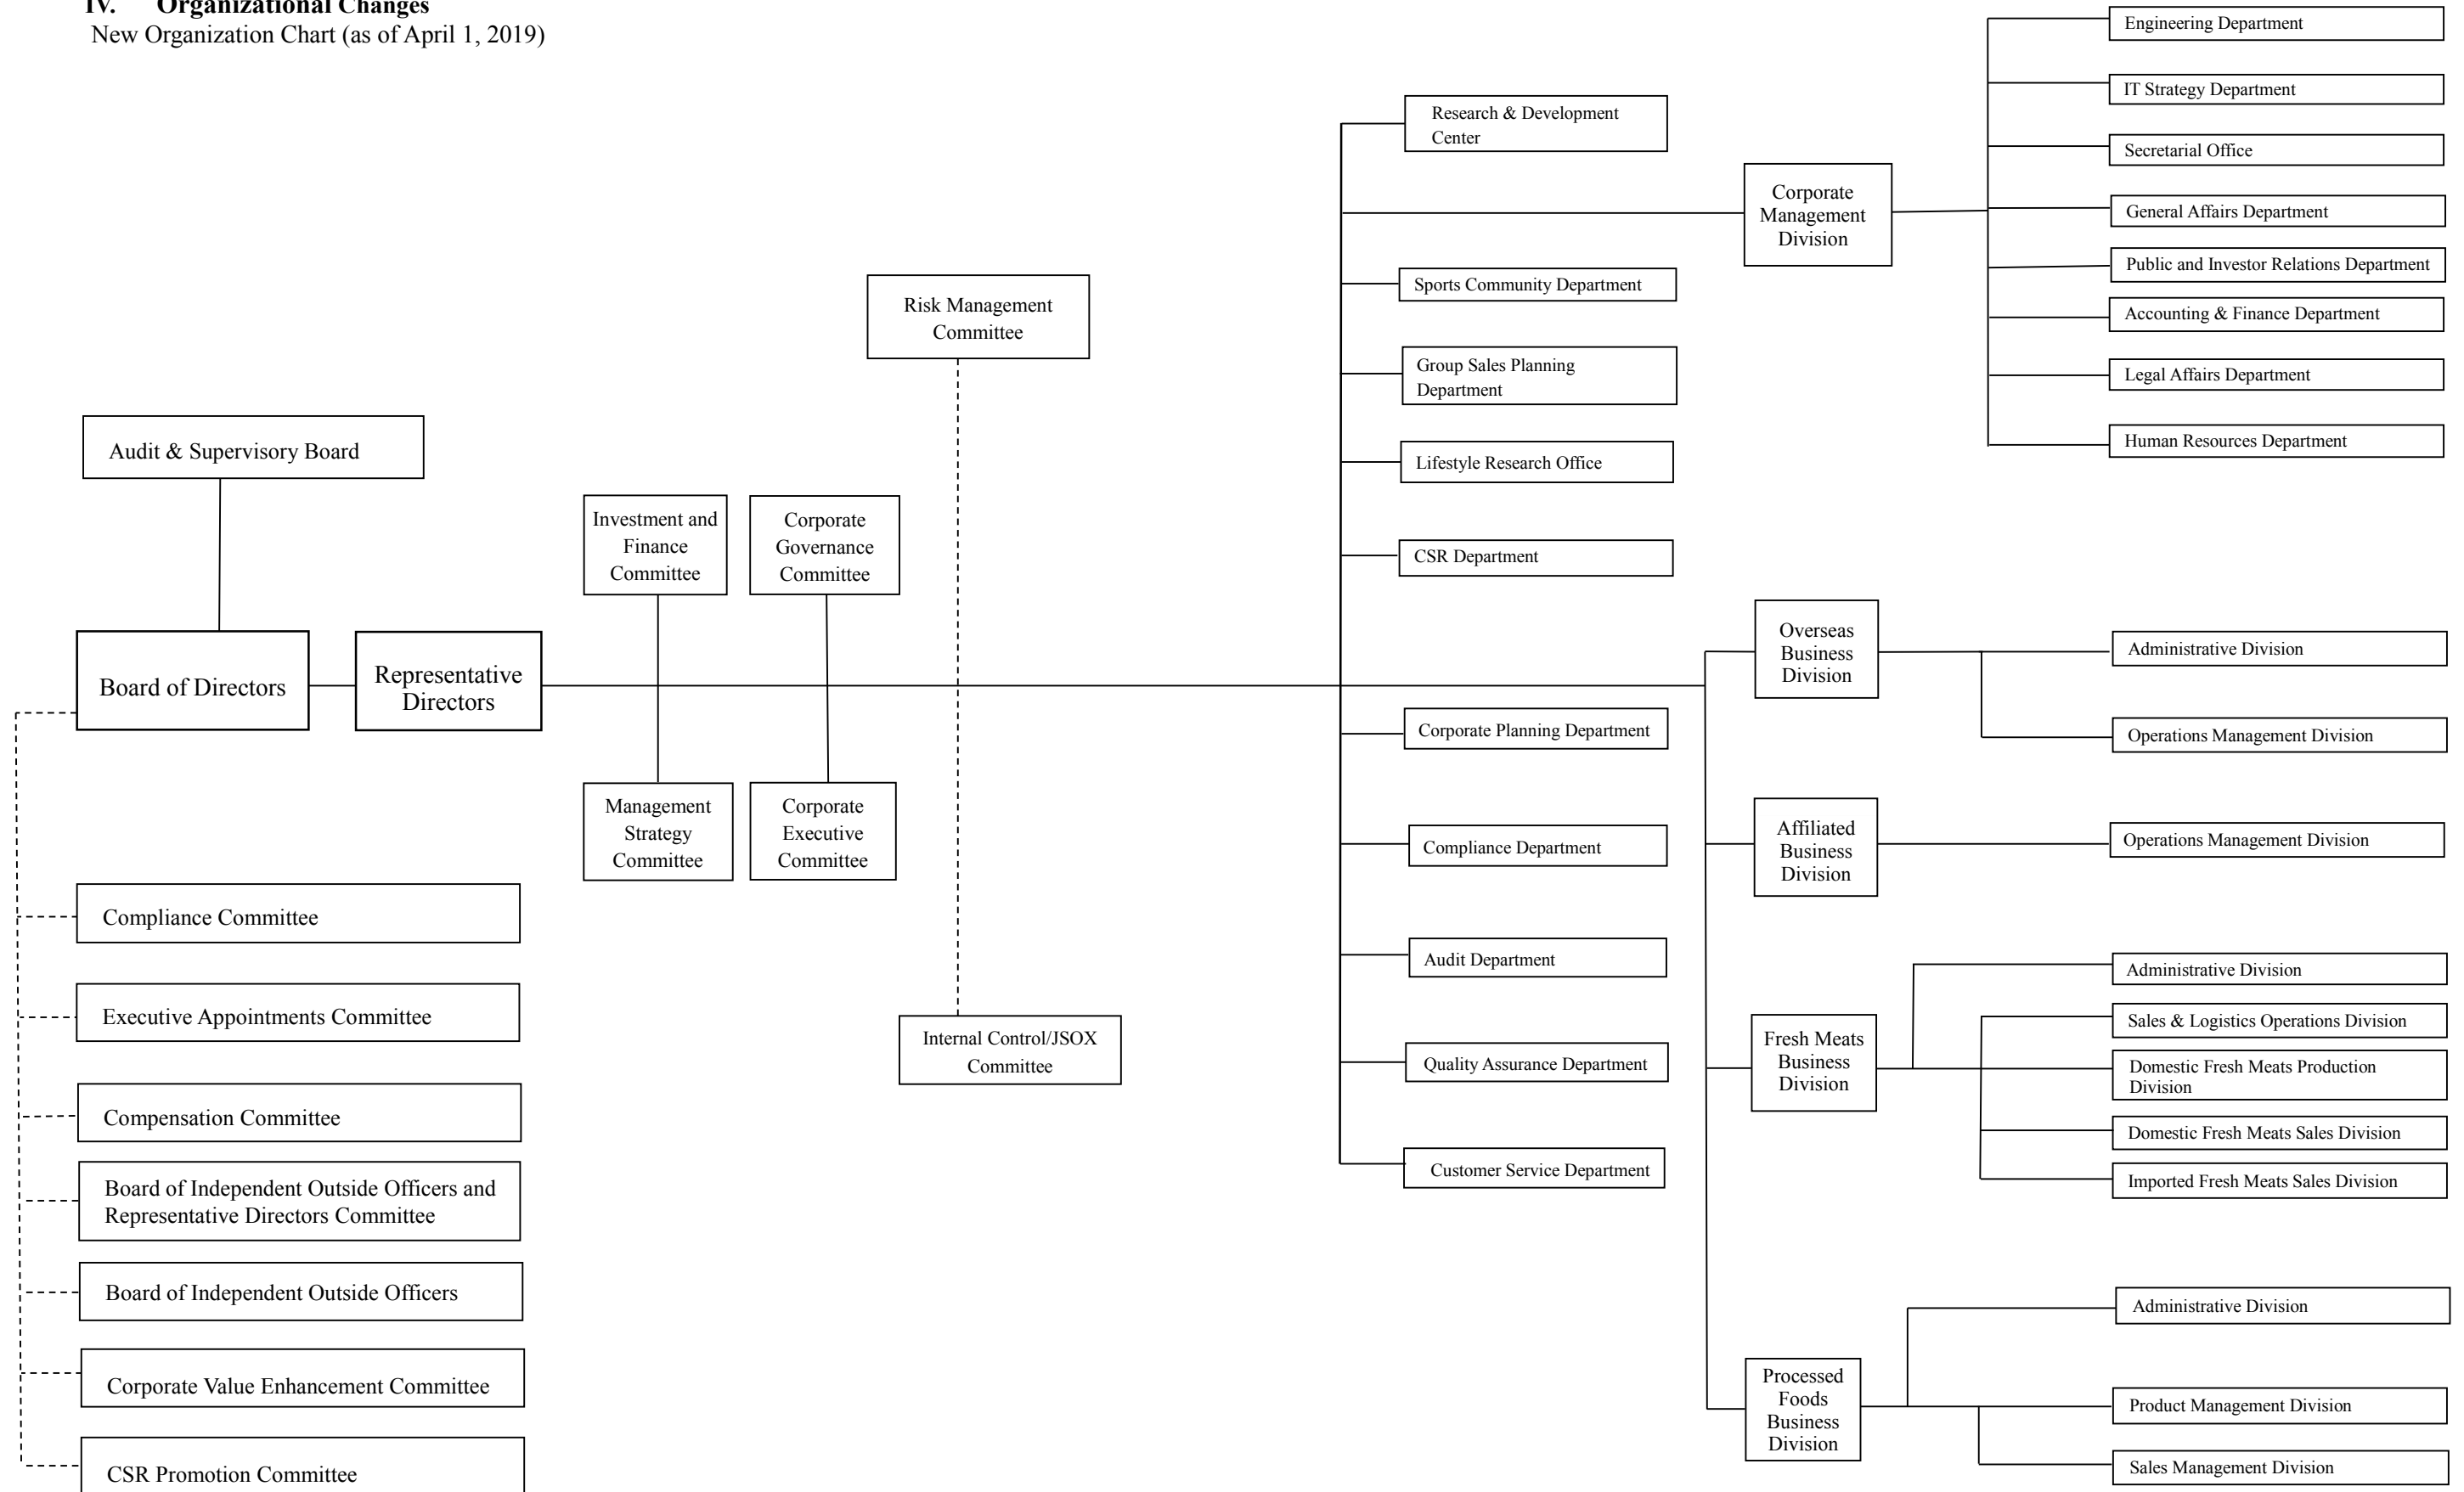 IV. Organizational Changes
New Organization Chart (as of April 1, 2019)
Audit & Supervisory Board
Board of Directors
Representative
Directors
Compliance Committee
Executive Appointments Committee
Compensation Committee
Board of Independent Outside Officers and
Representative Directors Committee
Board of Independent Outside Officers
Corporate Value Enhancement Committee
CSR Promotion Committee
Investment and
Finance
Committee
Corporate
Governance
Committee
Management
Strategy
Committee
Corporate
Executive
Committee
Risk Management
Committee
Internal Control/JSOX
Committee
Research & Development
Center
Sports Community Department
Group Sales Planning
Department
Lifestyle Research Office
CSR Department
Corporate Planning Department
Compliance Department
Audit Department
Quality Assurance Department
Customer Service Department
Corporate
Management
Division
Engineering Department
IT Strategy Department
Secretarial Office
General Affairs Department
Public and Investor Relations Department
Accounting & Finance Department
Legal Affairs Department
Human Resources Department
Overseas
Business
Division
Administrative Division
Operations Management Division
Affiliated
Business
Division
Operations Management Division
Fresh Meats
Business
Division
Administrative Division
Sales & Logistics Operations Division
Domestic Fresh Meats Production
Division
Domestic Fresh Meats Sales Division
Imported Fresh Meats Sales Division
Processed
Foods
Business
Division
Administrative Division
Product Management Division
Sales Management Division